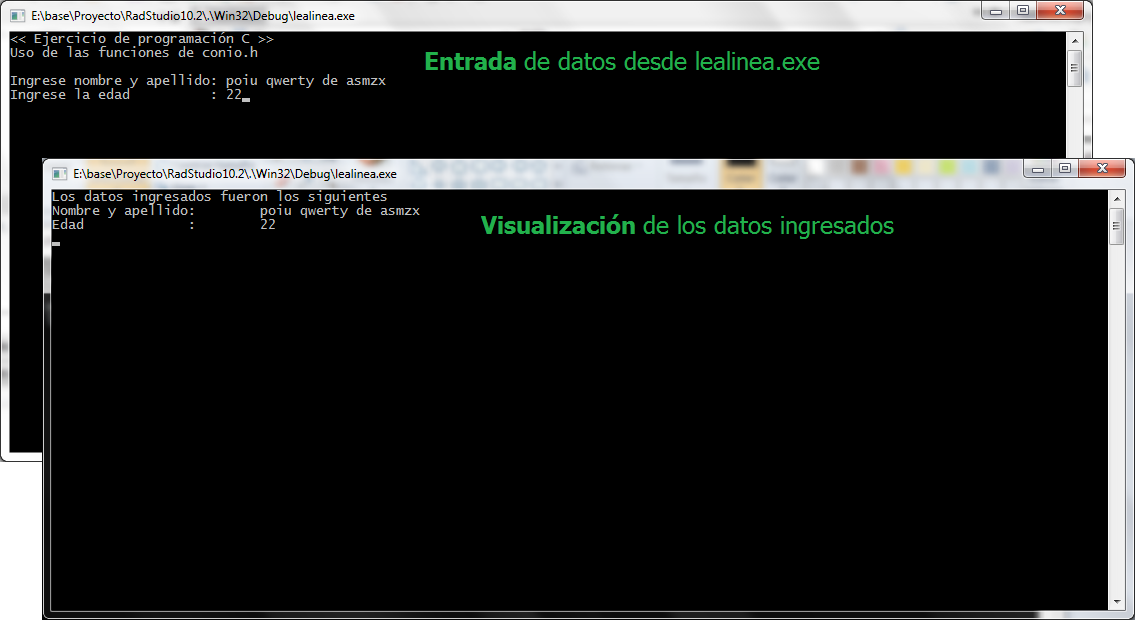 E:\base\Proyecto\RadStudio10.2\.\Win32\Debug\lealinea.exe
<< Ejercicio de programación C >>
Uso de las funciones de conio.h
Entrada de datos desde lealinea.exe
Ingrese nombre y apellido: poiu qwerty de asmzx
Ingrese la edad          : 22
E:\base\Proyecto\RadStudio10.2\.\Win32\Debug\lealinea.exe
Los datos ingresados fueron los siguientes
Nombre y apellido:        poiu qwerty de asmzx
Edad             :        22
Visualización de los datos ingresados